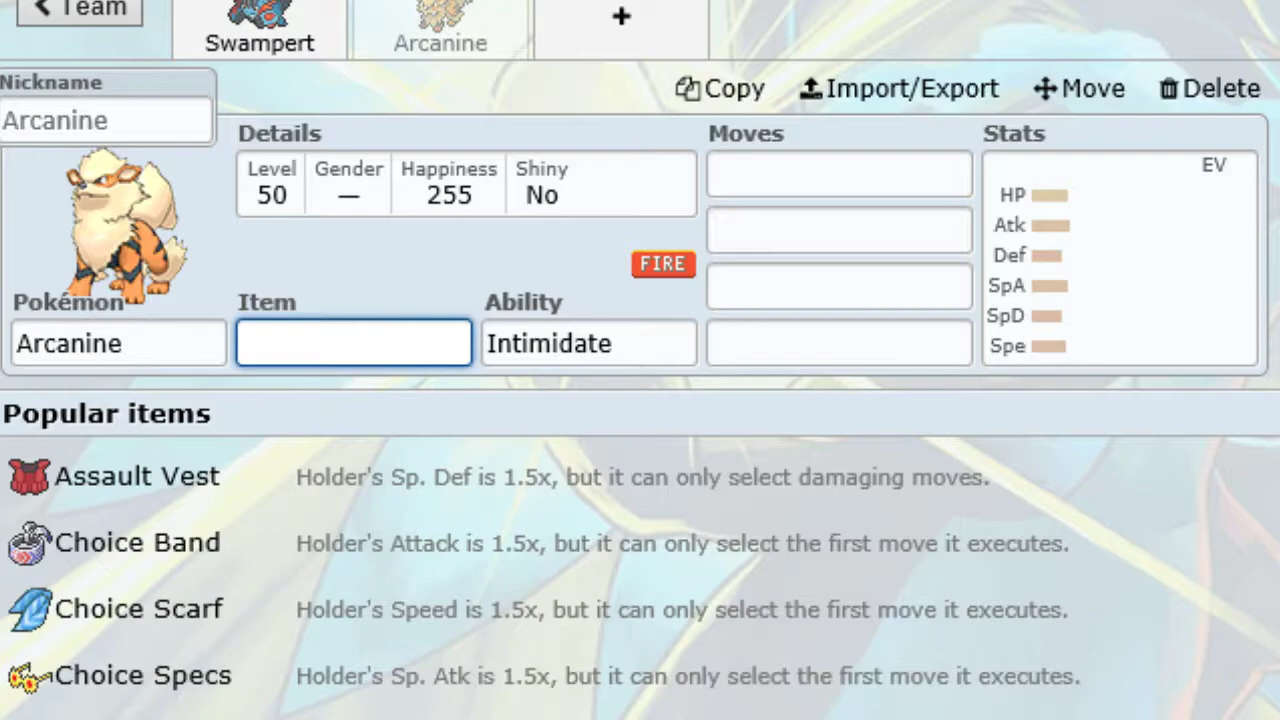 Team
Swampert
Arcanine
+
Nickname
Arcanine
Copy
Import/Export
Move
Delete
Details
Moves
Stats
Level
Gender
Happiness
Shiny
50
—
255
No
EV
HP
Atk
Def
SpA
SpD
Spe
FIRE
Pokémon
Item
Ability
Arcanine
Intimidate
Popular items
Assault Vest Holder's Sp. Def is 1.5x, but it can only select damaging moves.
Choice Band Holder's Attack is 1.5x, but it can only select the first move it executes.
Choice Scarf Holder's Speed is 1.5x, but it can only select the first move it executes.
Choice Specs Holder's Sp. Atk is 1.5x, but it can only select the first move it executes.